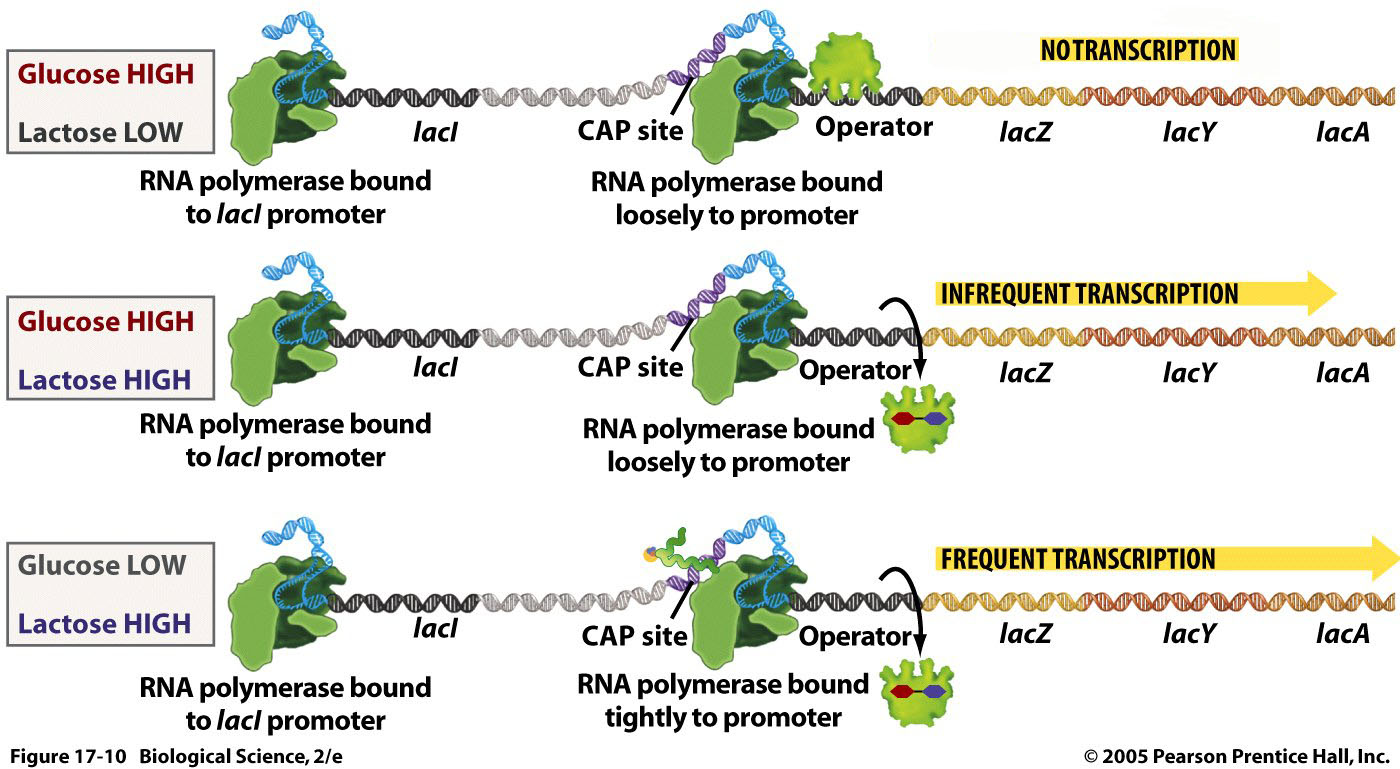 Glucose HIGH
Lactose LOW
lacI
CAP site
Operator
NO TRANSCRIPTION
lacZ
lacY
lacA
RNA polymerase bound
to lacI promoter
RNA polymerase bound
loosely to promoter
Glucose HIGH
Lactose HIGH
lacI
CAP site
Operator
INFREQUENT TRANSCRIPTION
lacZ
lacY
lacA
RNA polymerase bound
to lacI promoter
RNA polymerase bound
loosely to promoter
Glucose LOW
Lactose HIGH
lacI
CAP site
Operator
FREQUENT TRANSCRIPTION
lacZ
lacY
lacA
RNA polymerase bound
to lacI promoter
RNA polymerase bound
tightly to promoter
Figure 17-10 Biological Science, 2/e
© 2005 Pearson Prentice Hall, Inc.